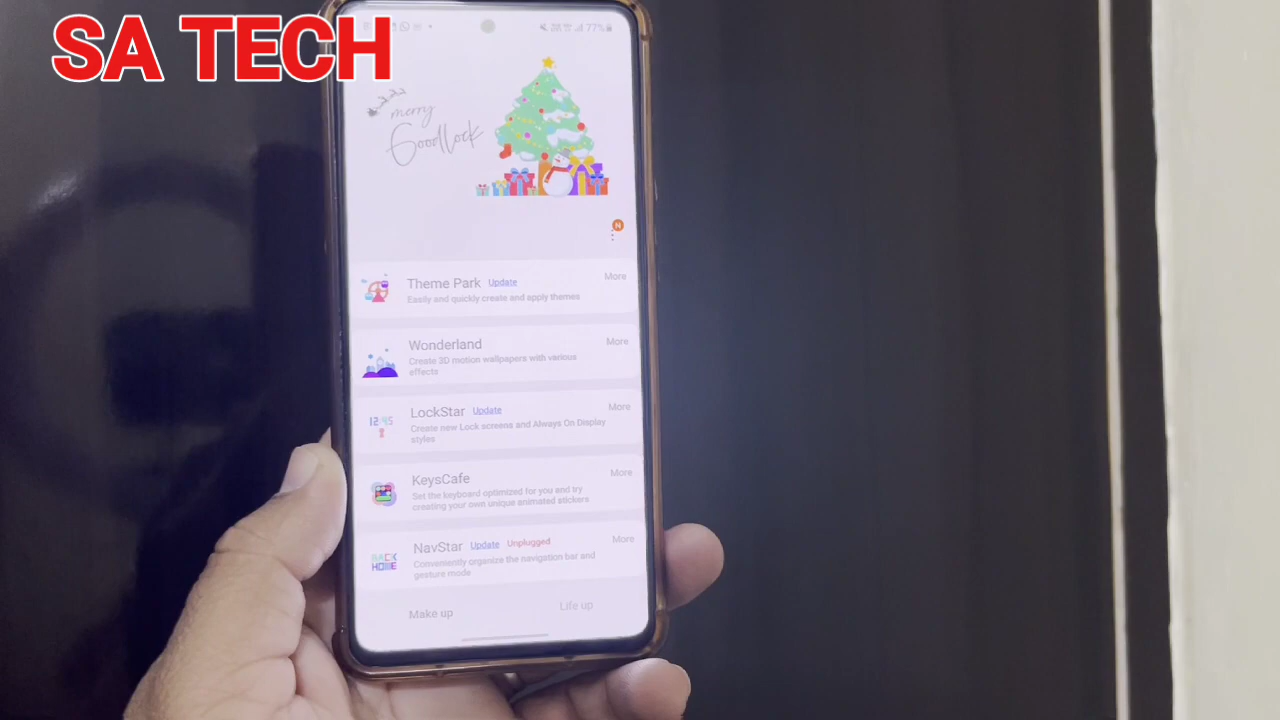 SA TECH
77%
merry
Goodlock
N
Theme Park Update More
Easily and quickly create and apply themes
Wonderland More
Create 3D motion wallpapers with various
effects
12:45
LockStar Update More
Create new Lock screens and Always On Display
styles
KeysCafe More
Set the keyboard optimized for you and try
creating your own unique animated stickers
BACK
HOME
NavStar Update Unplugged More
Conveniently organize the navigation bar and
gesture mode
Make up Life up